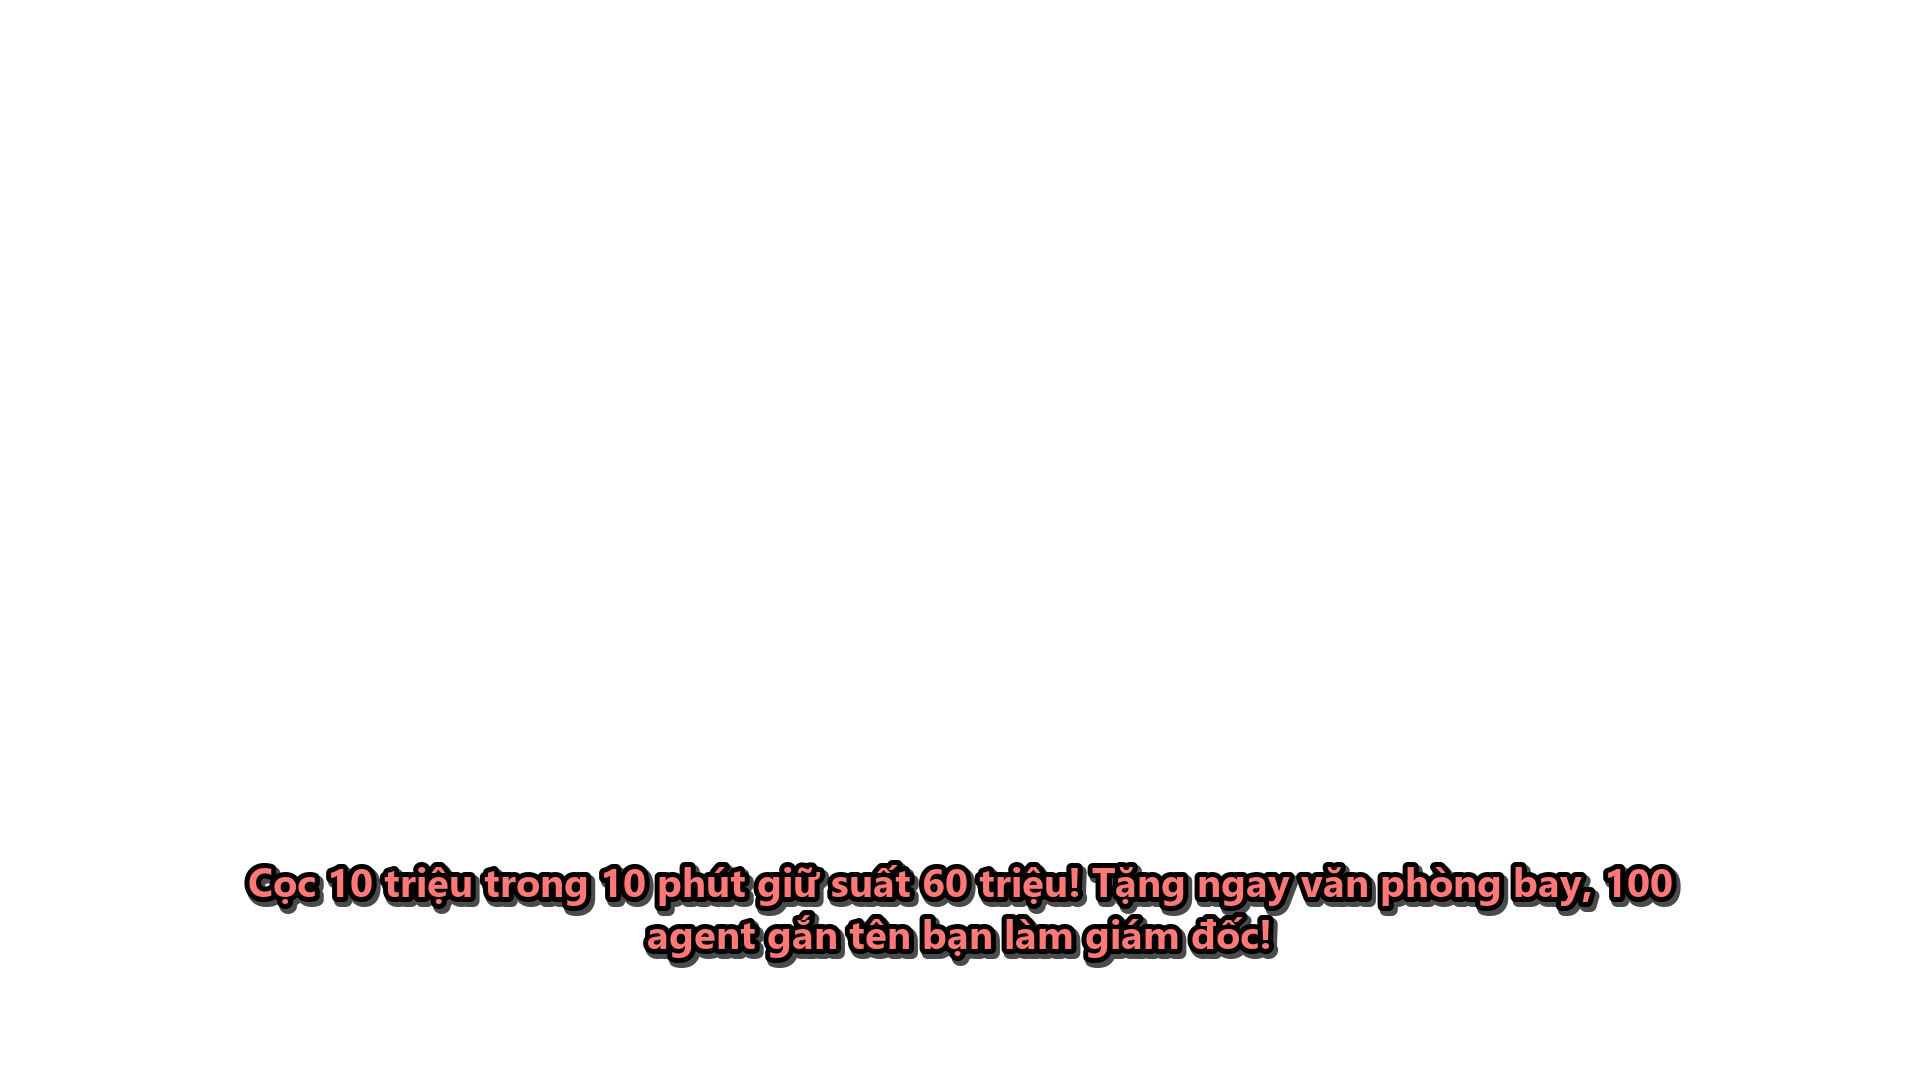 Cọc 10 triệu trong 10 phút giữ suất 60 triệu! Tặng ngay văn phòng bay, 100
agent gắn tên bạn làm giám đốc!